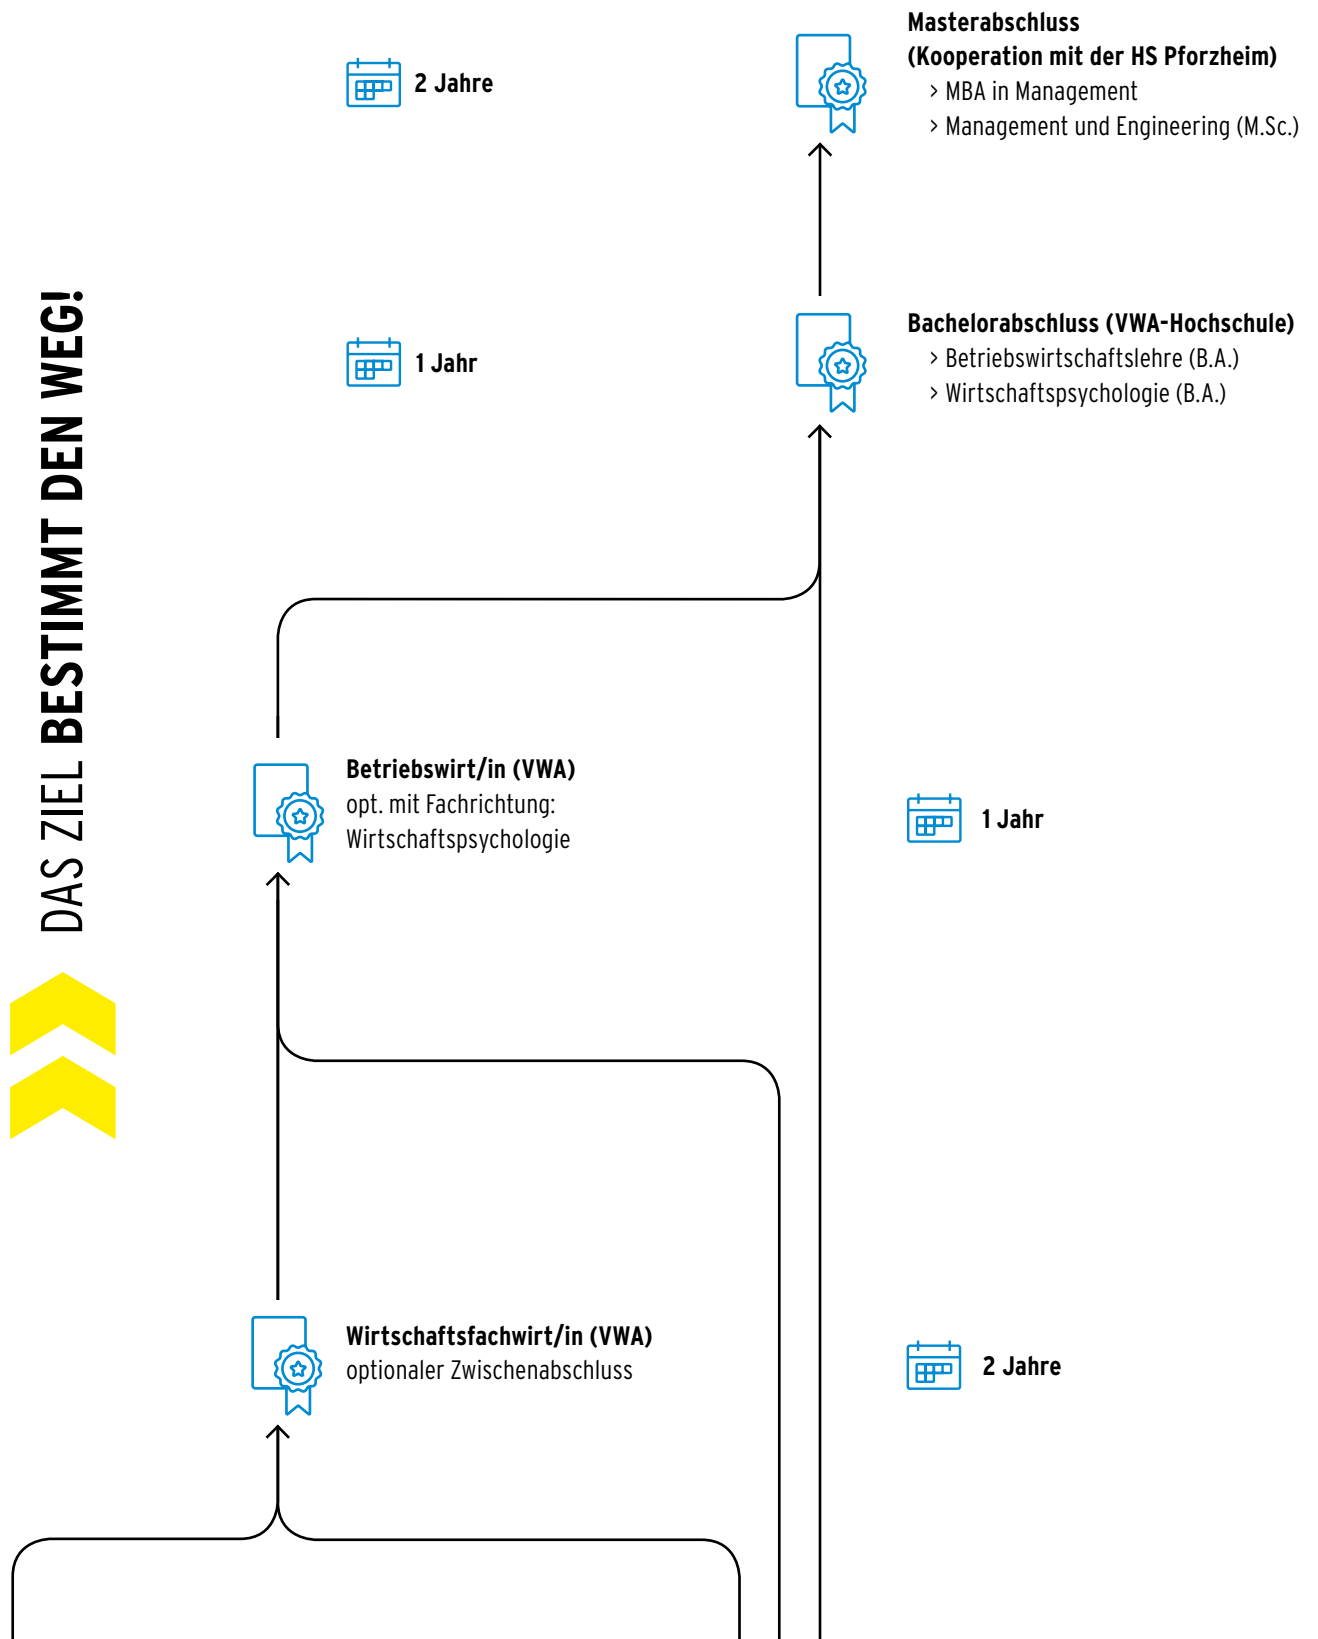 Masterabschluss
(Kooperation mit der HS Pforzheim)
> MBA in Management
> Management und Engineering (M.Sc.)
2 Jahre
Bachelorabschluss (VWA-Hochschule)
> Betriebswirtschaftslehre (B.A.)
> Wirtschaftspsychologie (B.A.)
1 Jahr
DAS ZIEL BESTIMMT DEN WEG!
Betriebswirt/in (VWA)
opt. mit Fachrichtung:
Wirtschaftspsychologie
1 Jahr
Wirtschaftsfachwirt/in (VWA)
optionaler Zwischenabschluss
2 Jahre